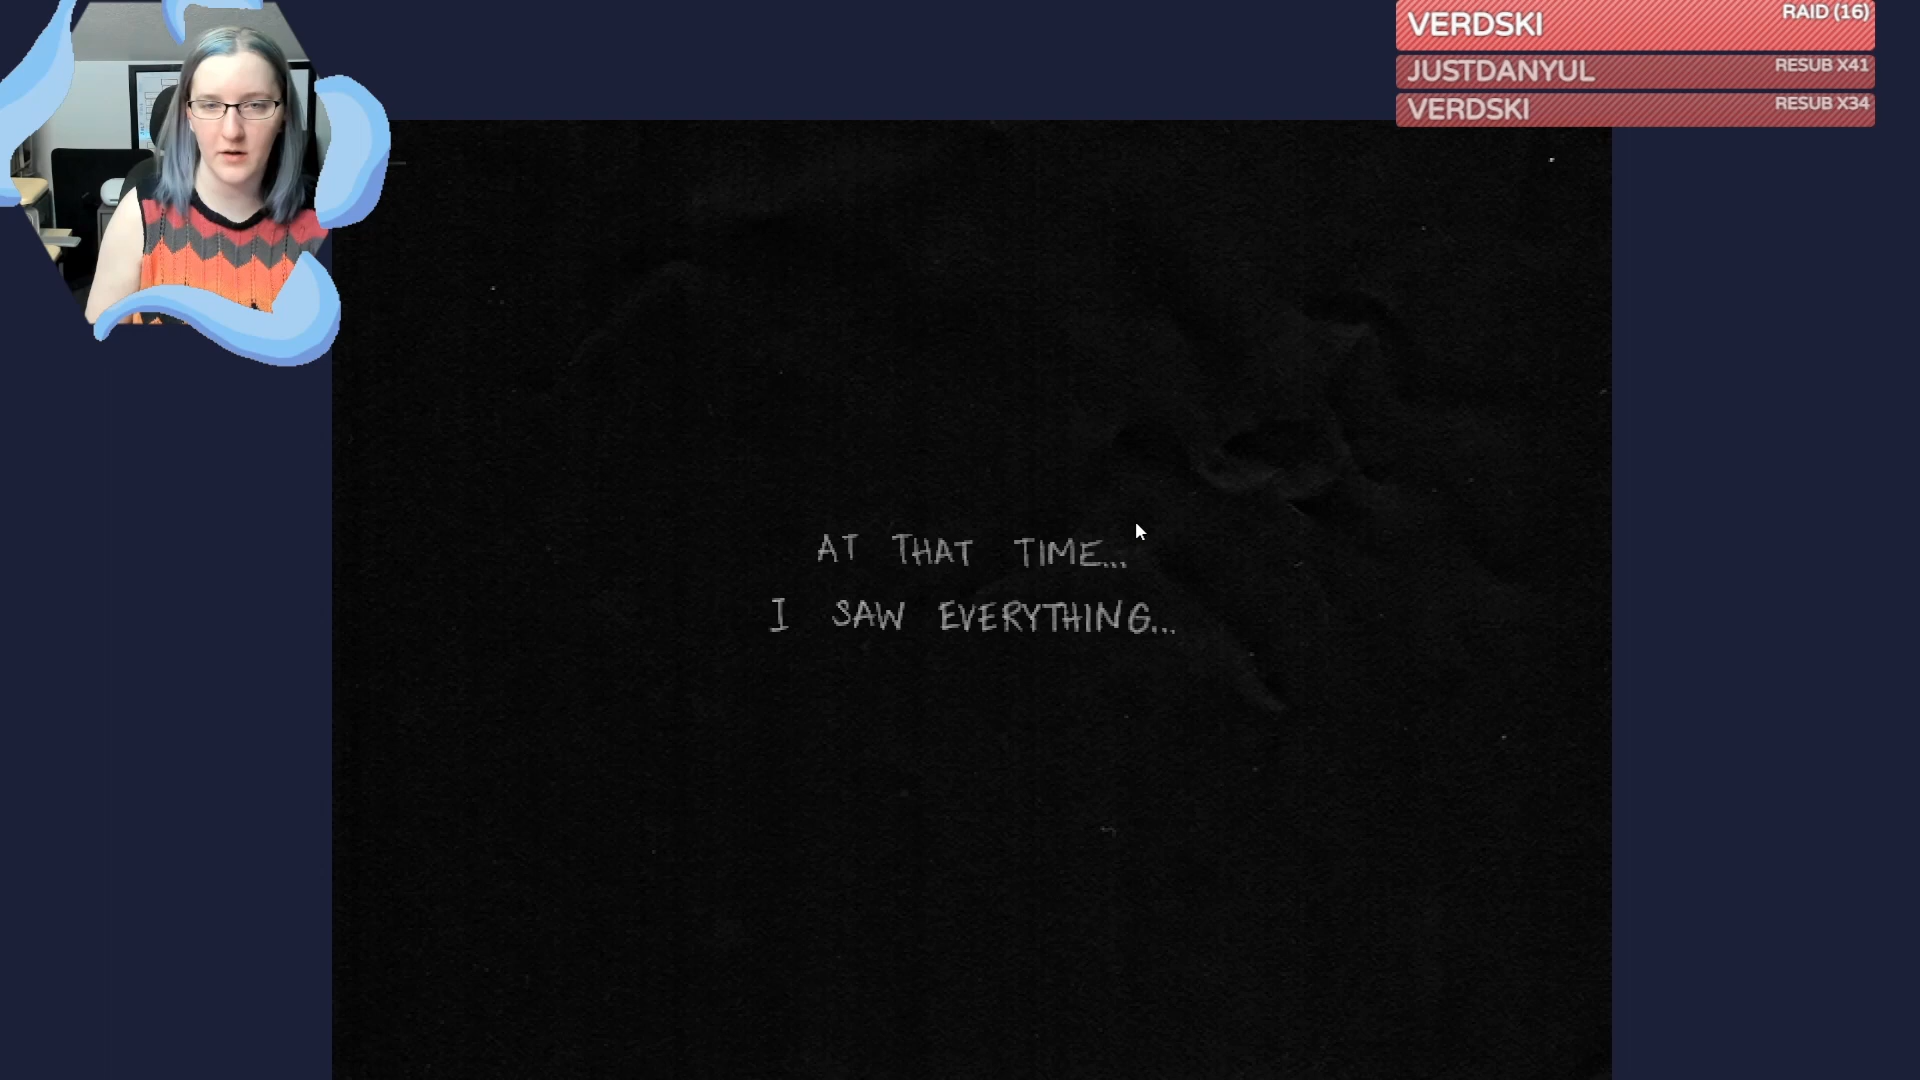 VERDSKI RAID (16)
JUSTDANYUL RESUB X41
VERDSKI RESUB X34
AT THAT TIME...
I SAW EVERYTHING...